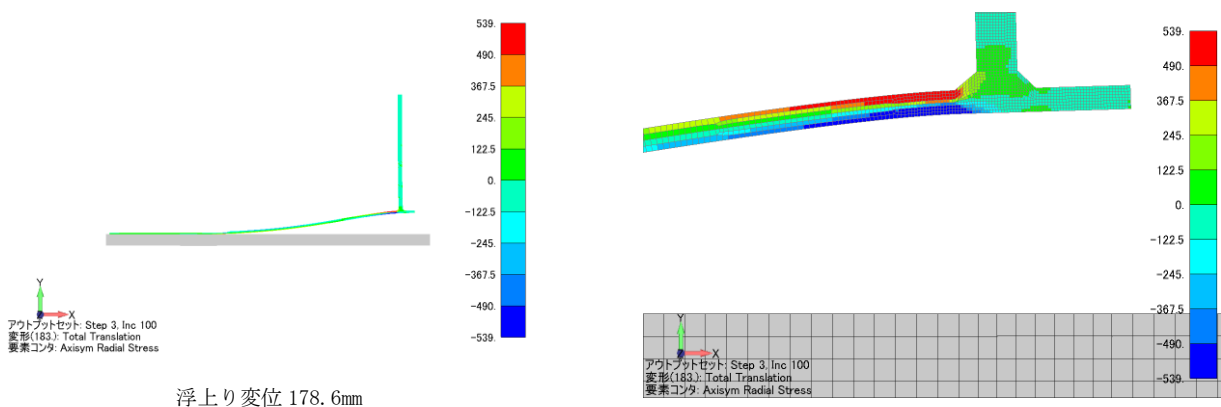 539.
490.
367.5
245.
122.5
0.
-122.5
-245.
-367.5
-490.
-539.
Y
X
アウトプットセット: Step 3, Inc 100
変形(183.): Total Translation
要素コンタ: Axisym Radial Stress
浮上り変位 178.6mm
539.
490.
367.5
245.
122.5
0.
-122.5
-245.
-367.5
-490.
-539.
Y
X
アウトプットセット: Step 3, Inc 100
変形(183.): Total Translation
要素コンタ: Axisym Radial Stress